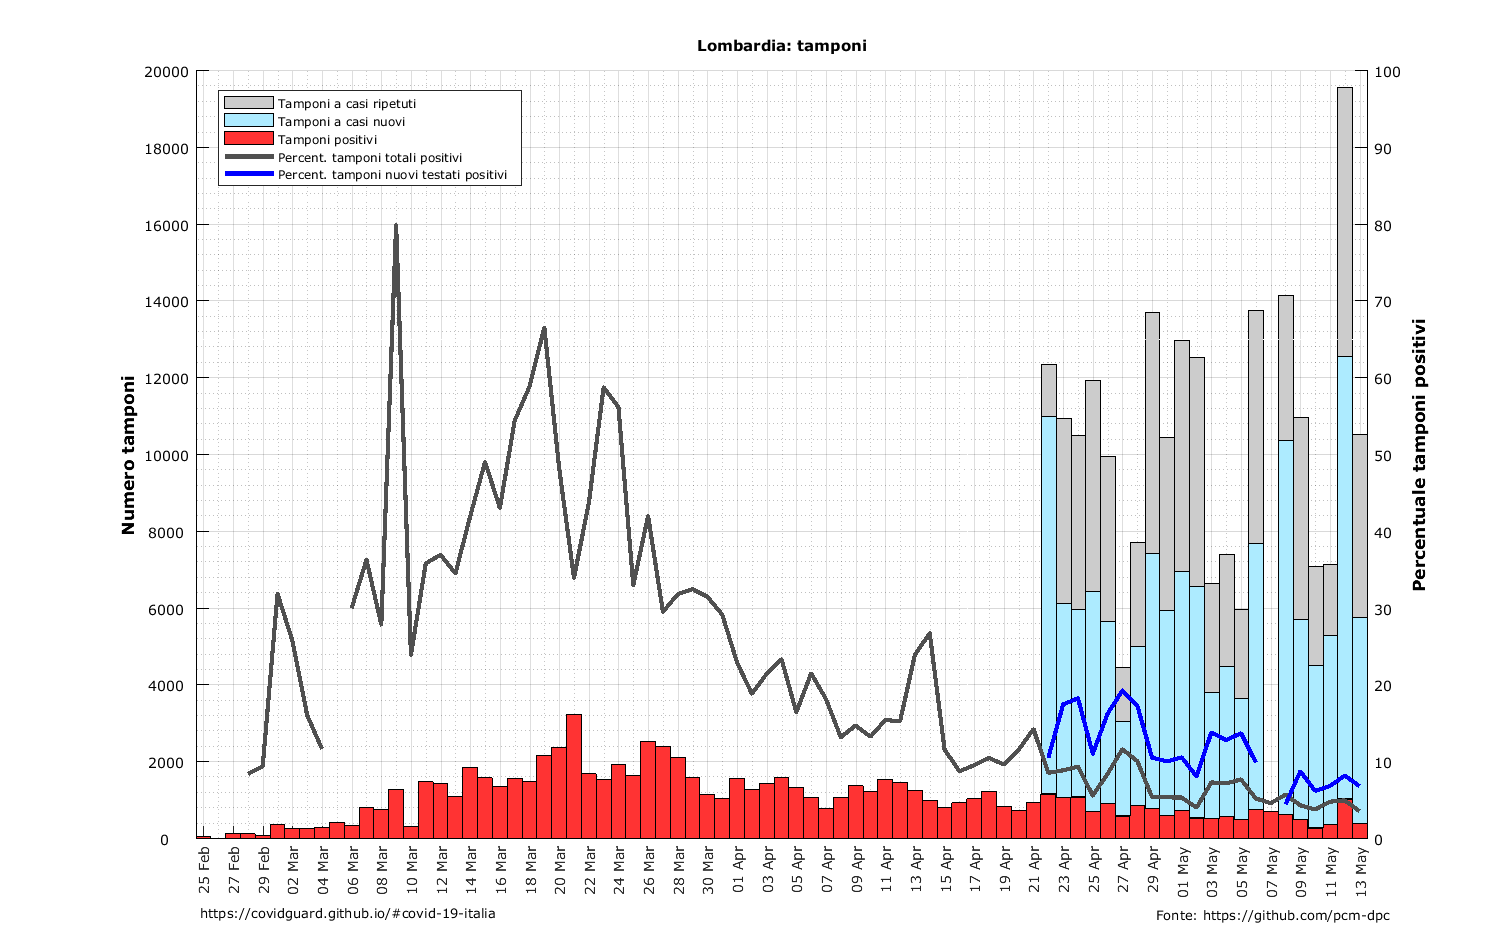 Lombardia: tamponi
Tamponi a casi ripetuti
Tamponi a casi nuovi
Tamponi positivi
Percent. tamponi totali positivi
Percent. tamponi nuovi testati positivi
Numero tamponi
20000
18000
16000
14000
12000
10000
8000
6000
4000
2000
0
Percentuale tamponi positivi
100
90
80
70
60
50
40
30
20
10
0
25 Feb
27 Feb
29 Feb
02 Mar
04 Mar
06 Mar
08 Mar
10 Mar
12 Mar
14 Mar
16 Mar
18 Mar
20 Mar
22 Mar
24 Mar
26 Mar
28 Mar
30 Mar
01 Apr
03 Apr
05 Apr
07 Apr
09 Apr
11 Apr
13 Apr
15 Apr
17 Apr
19 Apr
21 Apr
23 Apr
25 Apr
27 Apr
29 Apr
01 May
03 May
05 May
07 May
09 May
11 May
13 May
https://covidguard.github.io/#covid-19-italia
Fonte: https://github.com/pcm-dpc